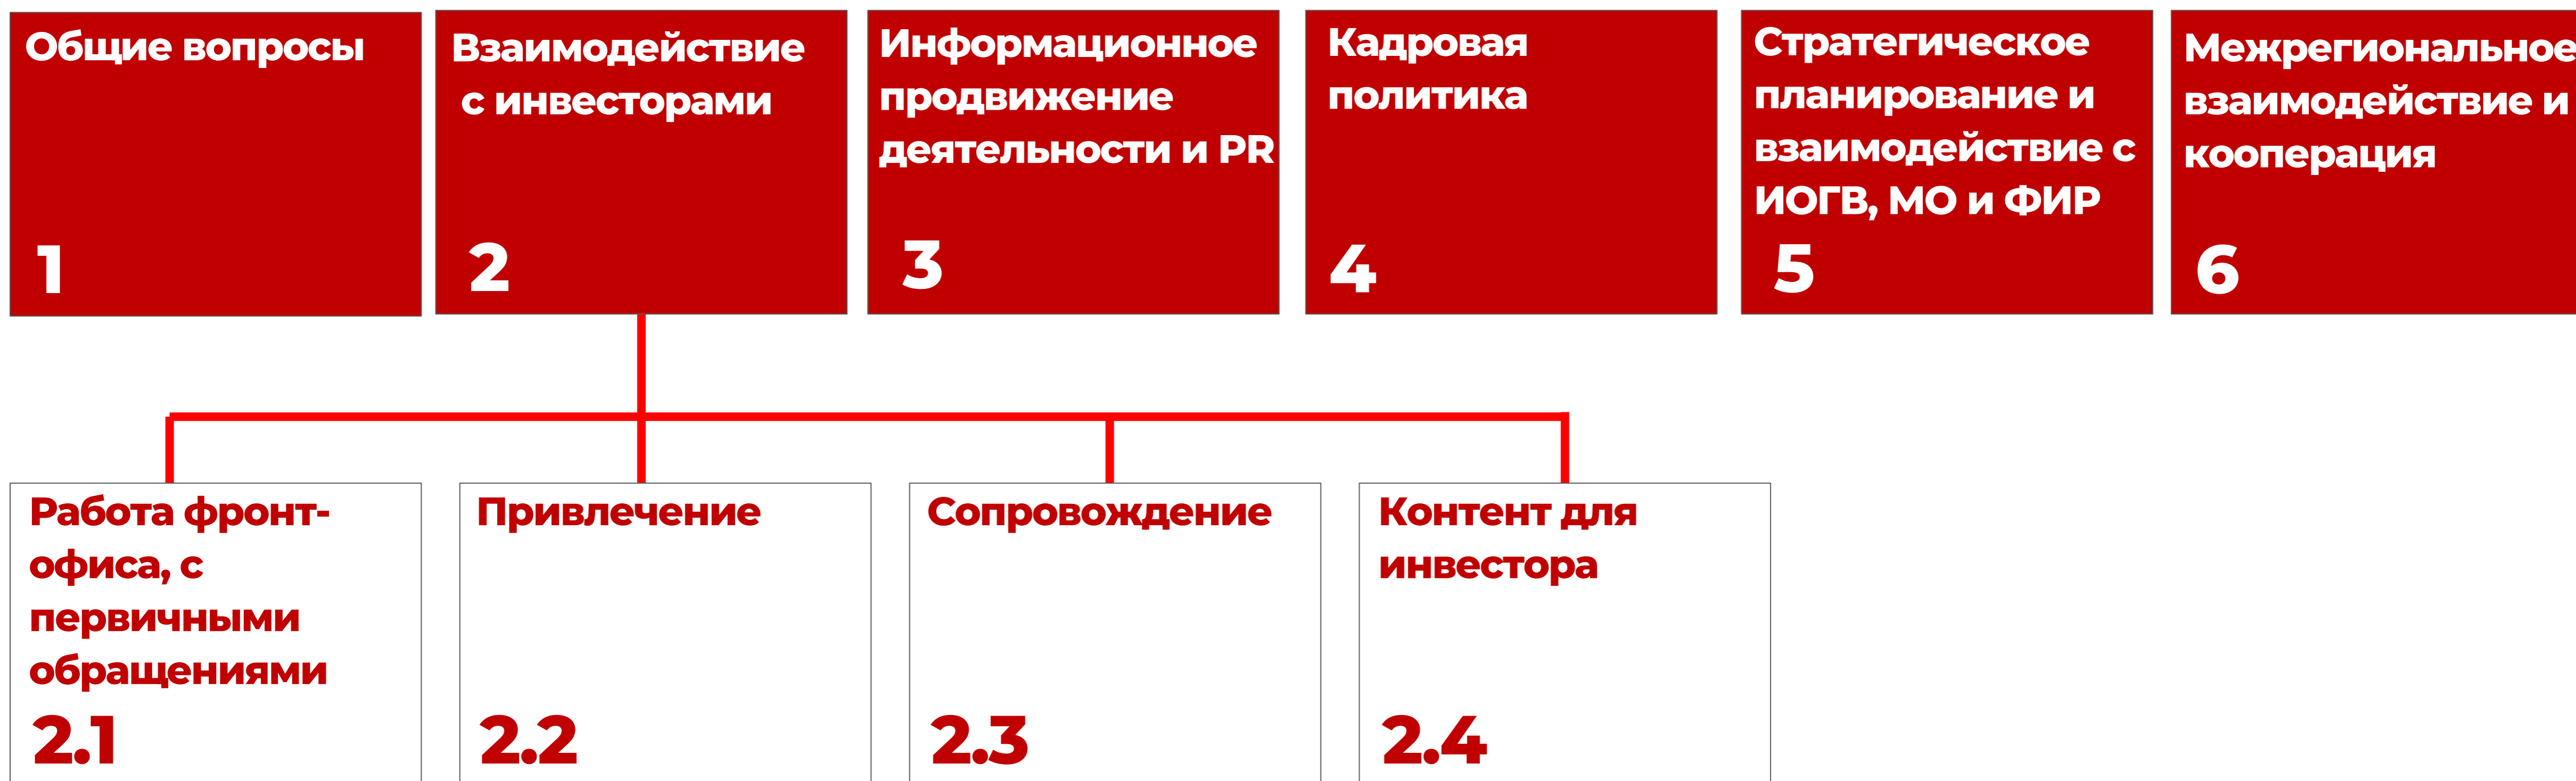 Общие вопросы
1
Взаимодействие
с инвесторами
2
Информационное
продвижение
деятельности и PR
3
Кадровая
политика
4
Стратегическое
планирование и
взаимодействие с
ИОГВ, МО и ФИР
5
Межрегиональное
взаимодействие и
кооперация
6
Работа фронт-
офиса, с
первичными
обращениями
2.1
Привлечение
2.2
Сопровождение
2.3
Контент для
инвестора
2.4